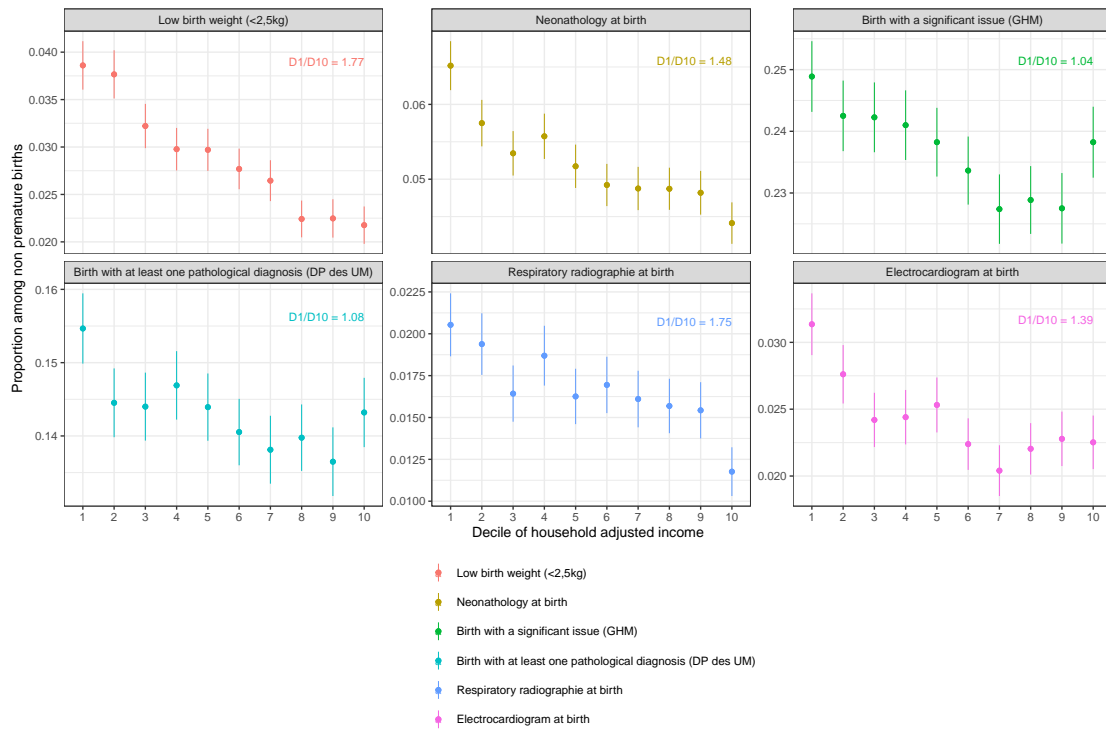 Low birth weight (<2,5kg)
Neonathology at birth
Birth with a significant issue (GHM)
Proportion among non premature births
0.040
0.035
0.030
0.025
0.020
D1/D10 = 1.77
0.06
0.05
D1/D10 = 1.48
0.25
0.24
0.23
D1/D10 = 1.04
Birth with at least one pathological diagnosis (DP des UM)
Respiratory radiographie at birth
Electrocardiogram at birth
0.16
0.15
0.14
D1/D10 = 1.08
0.0225
0.0200
0.0175
0.0150
0.0125
0.0100
D1/D10 = 1.75
0.030
0.025
0.020
D1/D10 = 1.39
1 2 3 4 5 6 7 8 9 10
1 2 3 4 5 6 7 8 9 10
1 2 3 4 5 6 7 8 9 10
Decile of household adjusted income
Low birth weight (<2,5kg)
Neonathology at birth
Birth with a significant issue (GHM)
Birth with at least one pathological diagnosis (DP des UM)
Respiratory radiographie at birth
Electrocardiogram at birth